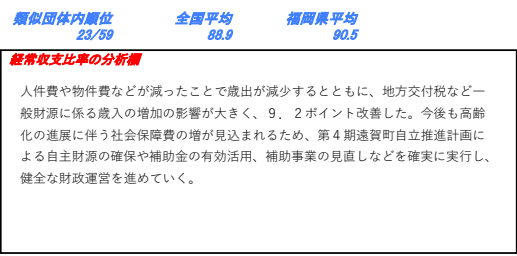 類似団体内順位 全国平均 福岡県平均
23/59 88.9 90.5
経常収支比率の分析欄
人件費や物件費などが減ったことで歳出が減少するとともに、地方交付税など一
般財源に係る歳入の増加の影響が大きく、９．２ポイント改善した。今後も高齢
化の進展に伴う社会保障費の増が見込まれるため、第４期遠賀町自立推進計画に
よる自主財源の確保や補助金の有効活用、補助事業の見直しなどを確実に実行し、
健全な財政運営を進めていく。